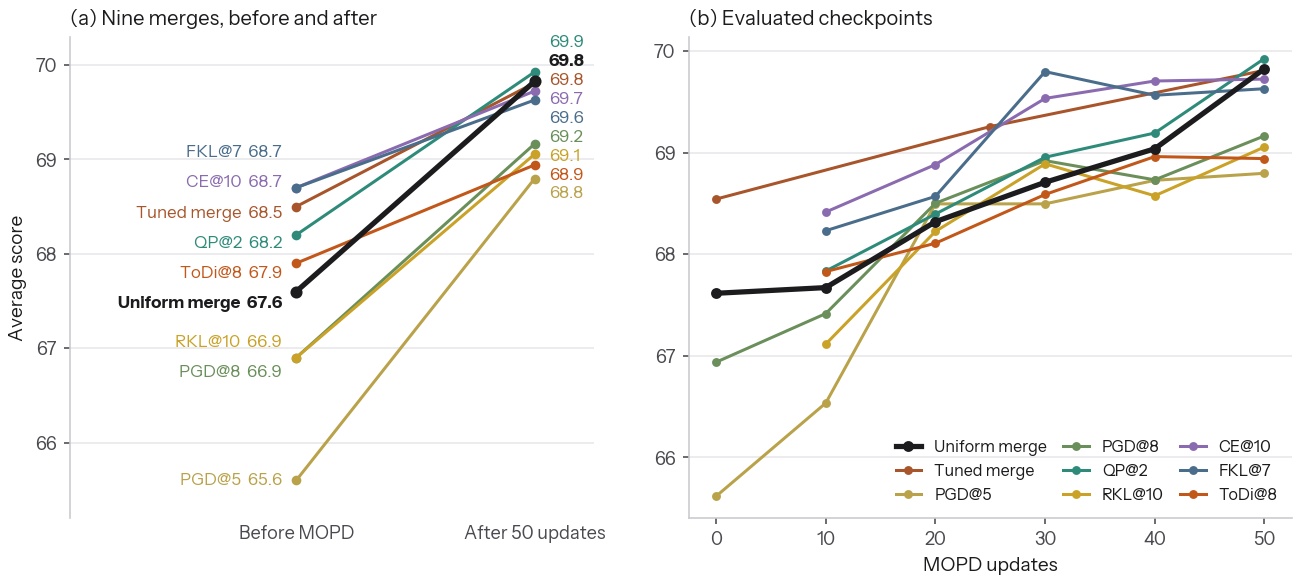 (a) Nine merges, before and after
Average score
70
69
68
67
66
FKL@7 68.7
CE@10 68.7
Tuned merge 68.5
QP@2 68.2
ToDi@8 67.9
Uniform merge 67.6
RKL@10 66.9
PGD@8 66.9
PGD@5 65.6
69.9
69.8
69.8
69.7
69.6
69.2
69.1
68.9
68.8
Before MOPD
After 50 updates
(b) Evaluated checkpoints
70
69
68
67
66
Uniform merge
Tuned merge
PGD@5
PGD@8
QP@2
RKL@10
CE@10
FKL@7
ToDi@8
0 10 20 30 40 50
MOPD updates